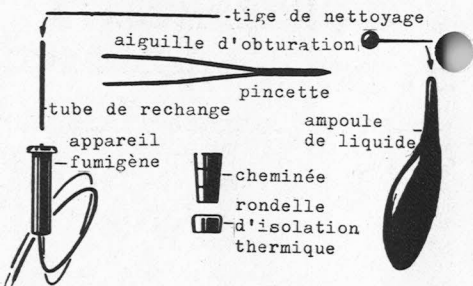 tige de nettoyage
aiguille d'obturation
pincette
tube de rechange
ampoule
de liquide
appareil
fumigène
cheminée
rondelle
d'isolation
thermique